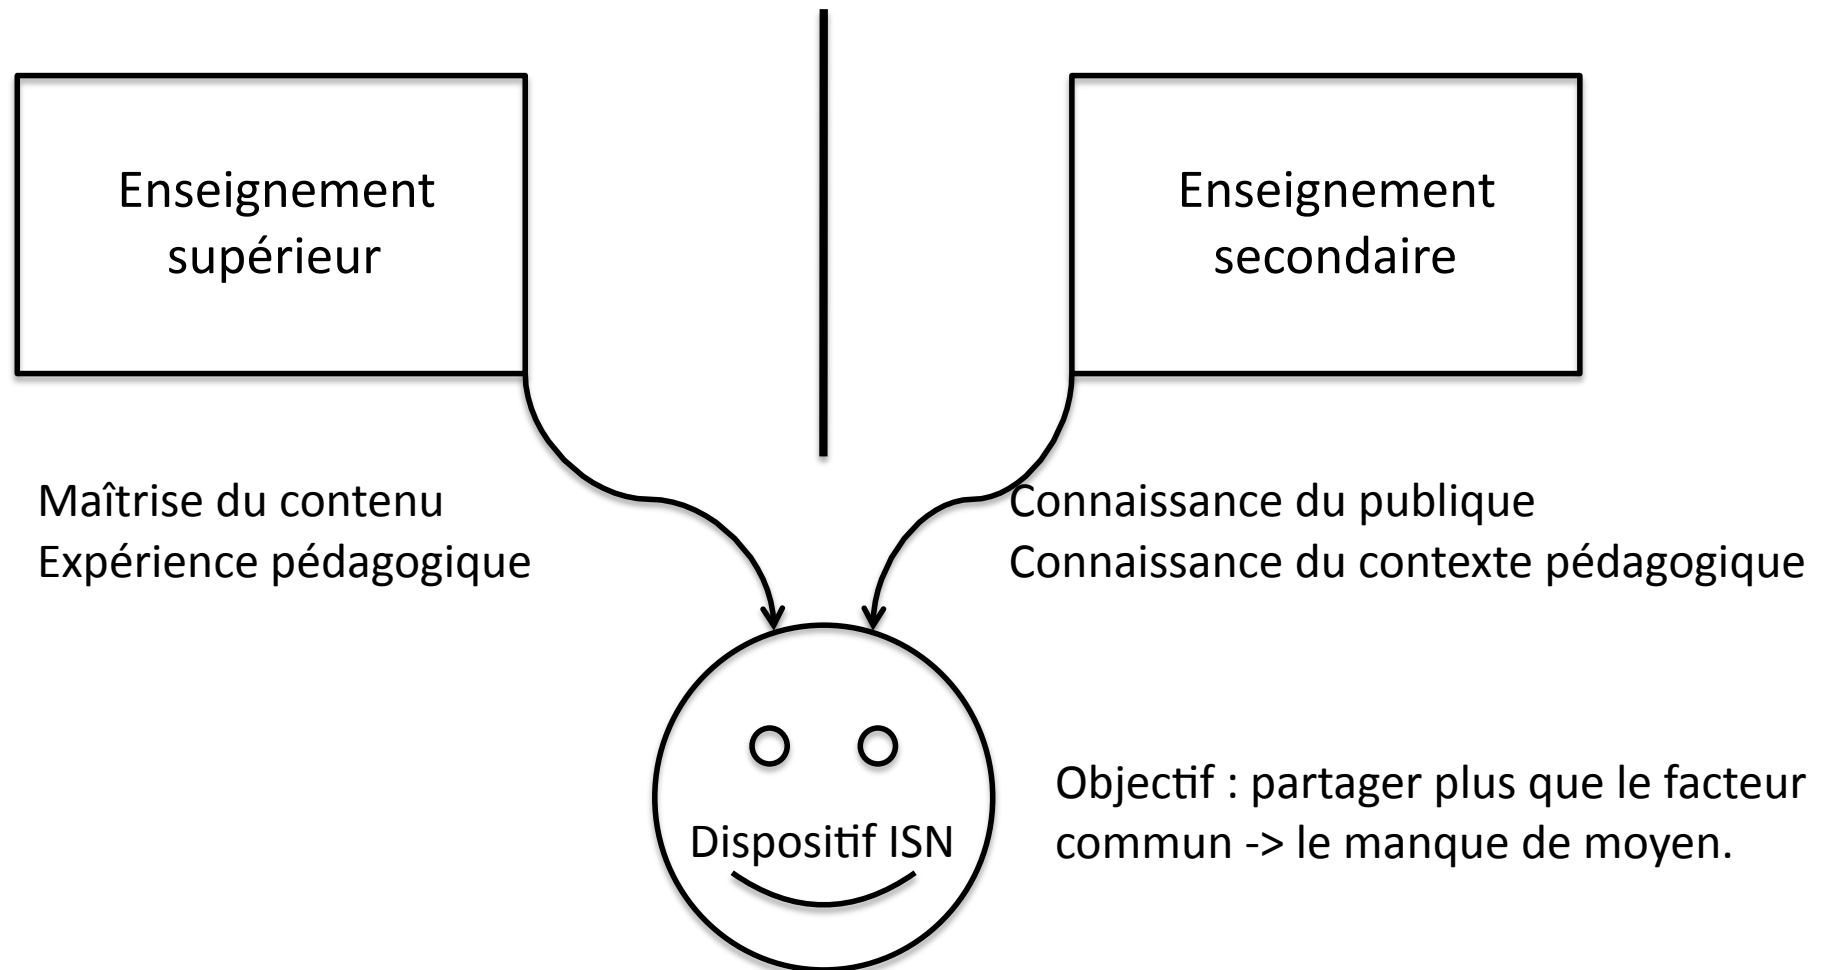 Enseignement
supérieur
Enseignement
secondaire
Maîtrise du contenu
Expérience pédagogique
Connaissance du publique
Connaissance du contexte pédagogique
Dispositif ISN
Objectif : partager plus que le facteur
commun -> le manque de moyen.